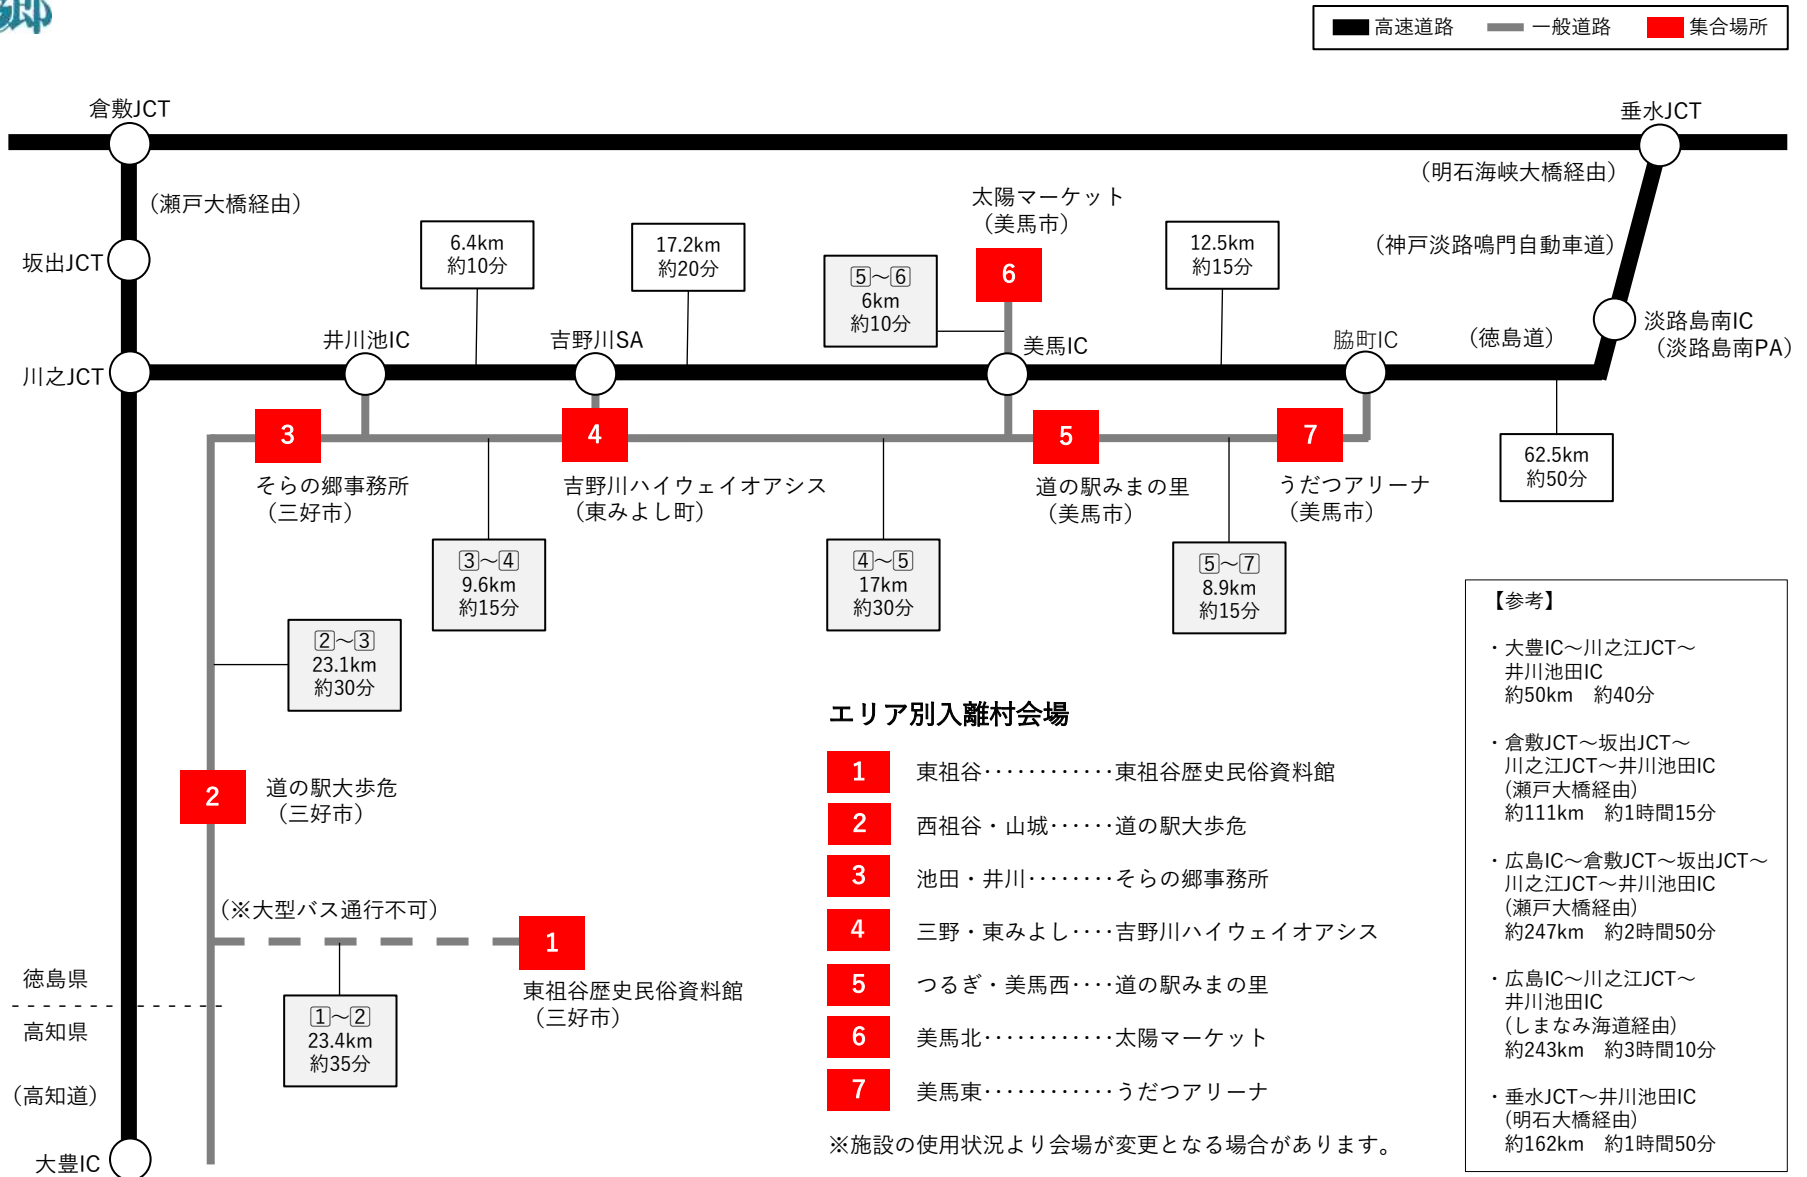 郷
高速道路
一般道路
集合場所
倉敷JCT
垂水JCT
(瀬戸大橋経由)
(明石海峡大橋経由)
太陽マーケット
(美馬市)
坂出JCT
6.4km
約10分
17.2km
約20分
5～6
6km
約10分
6
12.5km
約15分
(神戸淡路鳴門自動車道)
川之JCT
井川池IC
吉野川SA
美馬IC
脇町IC
(徳島道)
淡路島南IC
(淡路島南PA)
3
4
5
7
そらの郷事務所
(三好市)
吉野川ハイウェイオアシス
(東みよし町)
道の駅みまの里
(美馬市)
うだつアリーナ
(美馬市)
62.5km
約50分
3～4
9.6km
約15分
4～5
17km
約30分
5～7
8.9km
約15分
2～3
23.1km
約30分
2
道の駅大歩危
(三好市)
(※大型バス通行不可)
1
東祖谷歴史民俗資料館
(三好市)
1～2
23.4km
約35分
徳島県
高知県
(高知道)
大豊IC
エリア別入離村会場
1 東祖谷‥‥‥‥‥‥東祖谷歴史民俗資料館
2 西祖谷・山城‥‥‥道の駅大歩危
3 池田・井川‥‥‥‥そらの郷事務所
4 三野・東みよし‥‥吉野川ハイウェイオアシス
5 つるぎ・美馬西‥‥道の駅みまの里
6 美馬北‥‥‥‥‥‥太陽マーケット
7 美馬東‥‥‥‥‥‥うだつアリーナ
※施設の使用状況より会場が変更となる場合があります。
【参考】
・大豊IC～川之江JCT～
井川池田IC
約50km　約40分
・倉敷JCT～坂出JCT～
川之江JCT～井川池田IC
(瀬戸大橋経由)
約111km　約1時間15分
・広島IC～倉敷JCT～坂出JCT～
川之江JCT～井川池田IC
(瀬戸大橋経由)
約247km　約2時間50分
・広島IC～川之江JCT～
井川池田IC
(しまなみ海道経由)
約243km　約3時間10分
・垂水JCT～井川池田IC
(明石大橋経由)
約162km　約1時間50分